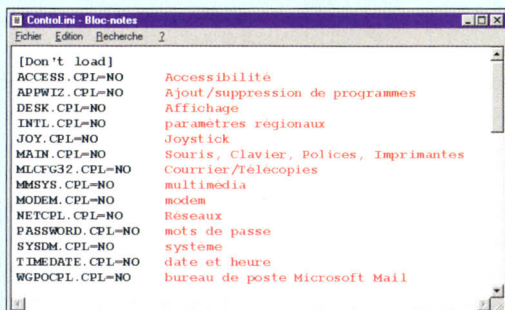 Control.ini - Bloc-notes
Fichier Edition Recherche ?
[Don't load]
ACCESS.CPL=NO Accessibilité
APPWIZ.CPL=NO Ajout/suppression de programmes
DESK.CPL=NO Affichage
INTL.CPL=NO paramètres régionaux
JOY.CPL=NO Joystick
MAIN.CPL=NO Souris, Clavier, Polices, Imprimantes
MLCFG32.CPL=NO Courrier/Télécopies
MMSYS.CPL=NO multimédia
MODEM.CPL=NO modem
NETCPL.CPL=NO Réseaux
PASSWORD.CPL=NO mots de passe
SYSDM.CPL=NO système
TIMEDATE.CPL=NO date et heure
WGPOCPL.CPL=NO bureau de poste Microsoft Mail